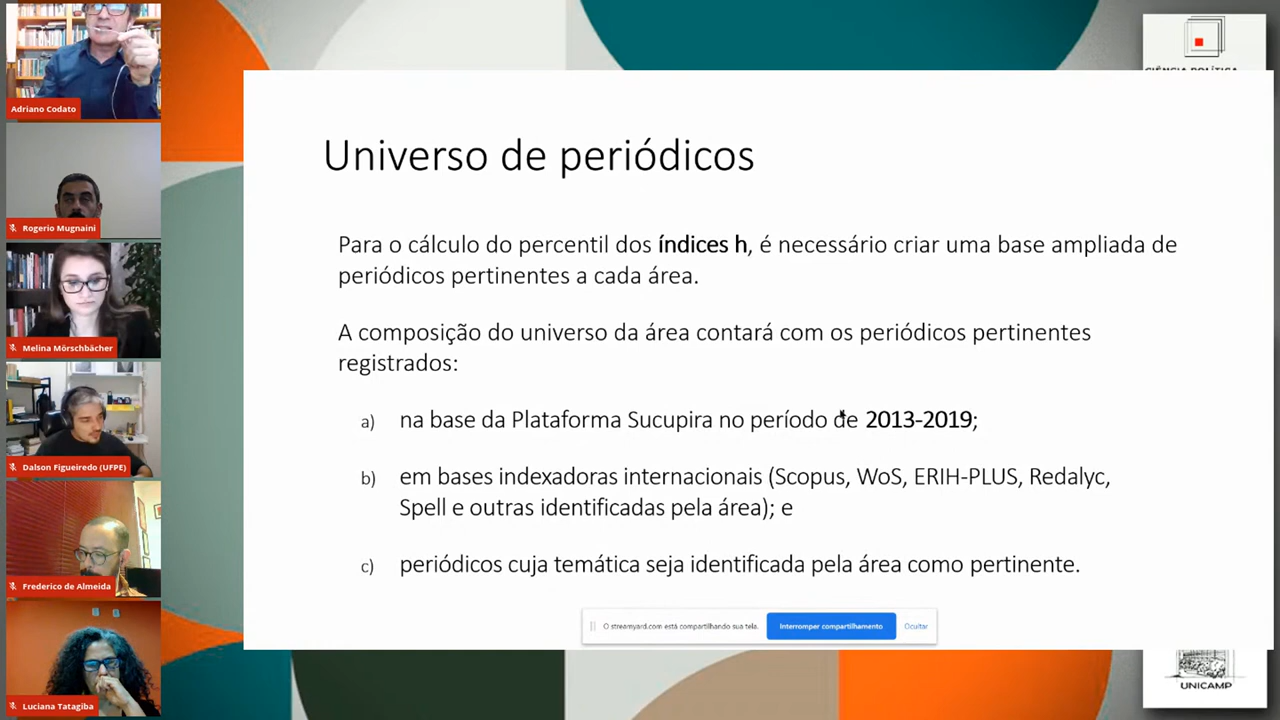 Adriano Codato
Rogerio Mugnaini
Melina Mörschbächer
Dalson Figueiredo (UFPE)
Frederico de Almeida
Luciana Tatagiba
CIÊNCIA POLÍTICA
Universo de periódicos
Para o cálculo do percentil dos índices h, é necessário criar uma base ampliada de
periódicos pertinentes a cada área.
A composição do universo da área contará com os periódicos pertinentes
registrados:
a) na base da Plataforma Sucupira no período de 2013-2019;
b) em bases indexadoras internacionais (Scopus, WoS, ERIH-PLUS, Redalyc,
Spell e outras identificadas pela área); e
c) periódicos cuja temática seja identificada pela área como pertinente.
O streamyard.com está compartilhando sua tela. Interromper compartilhamento Ocultar
UNICAMP